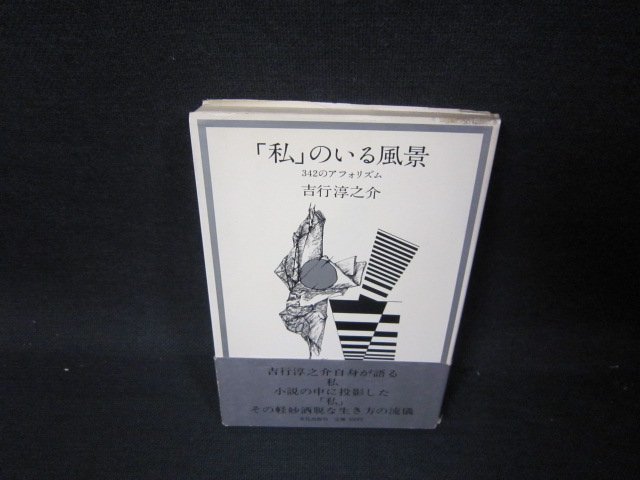 「私」のいる風景
342のアフォリズム
吉行淳之介
吉行淳之介自身が語る
私
小説の中に投影した
「私」
その軽妙洒脱な生き方の流儀